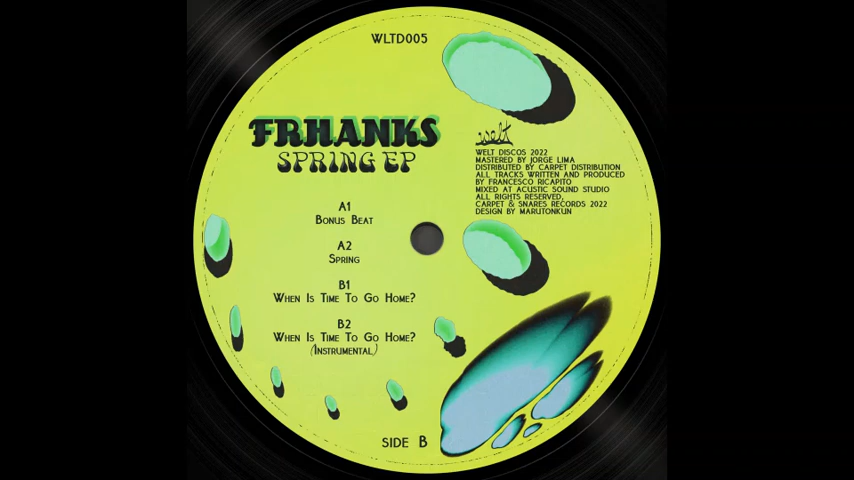 WLTD005
FRHANKS
SPRING EP
welt
WELT DISCOS 2022
MASTERED BY JORGE LIMA
DISTRIBUTED BY CARPET DISTRIBUTION
ALL TRACKS WRITTEN AND PRODUCED
BY FRANCESCO RICAPITO
MIXED AT ACUSTIC SOUND STUDIO
ALL RIGHTS RESERVED,
CARPET & SNARES RECORDS 2022
DESIGN BY MARUTONKUN
A1
Bonus Beat
A2
Spring
B1
When Is Time To Go Home?
B2
When Is Time To Go Home?
(Instrumental)
SIDE B